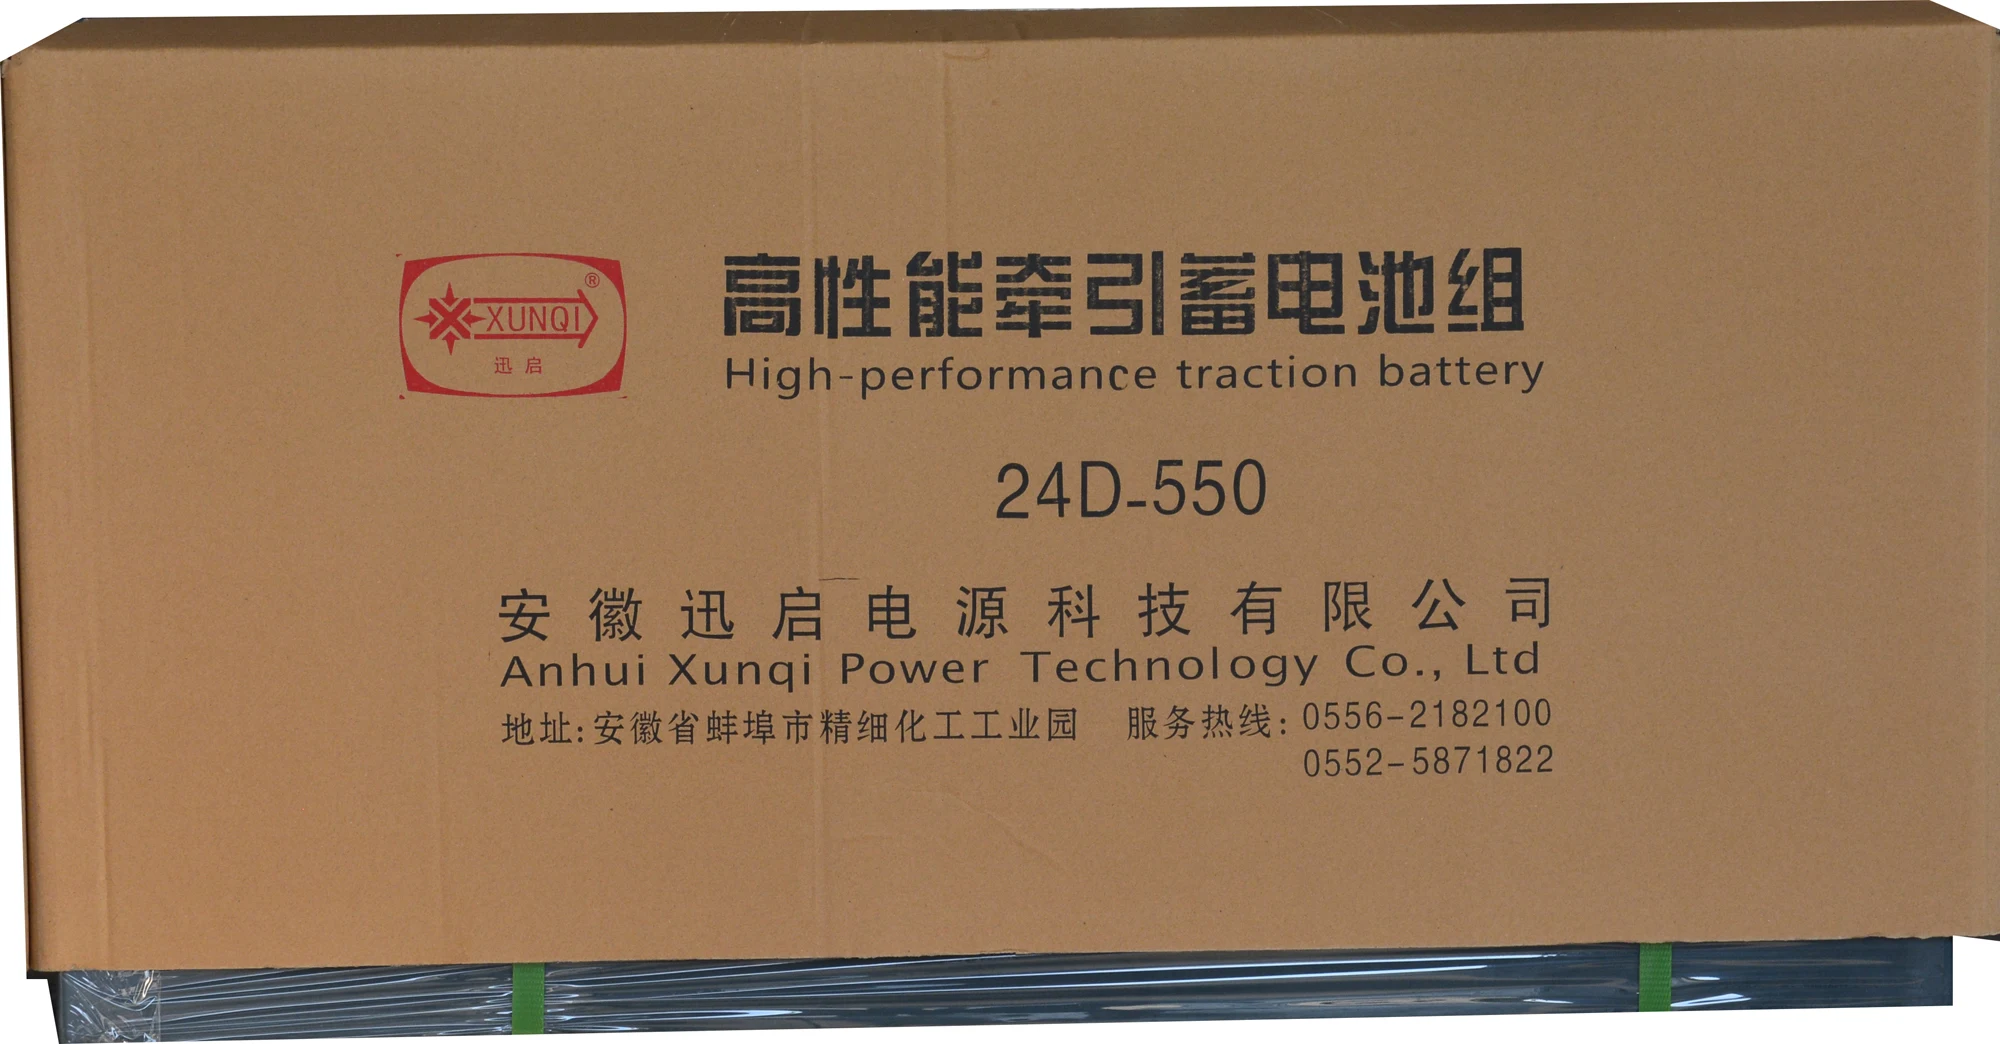 XUNQI®
迅启
高性能牵引蓄电池组
High-performance traction battery
24D-550
安徽迅启电源科技有限公司
Anhui Xunqi Power Technology Co., Ltd
地址:安徽省蚌埠市精细化工工业园 服务热线: 0556-2182100
0552-5871822